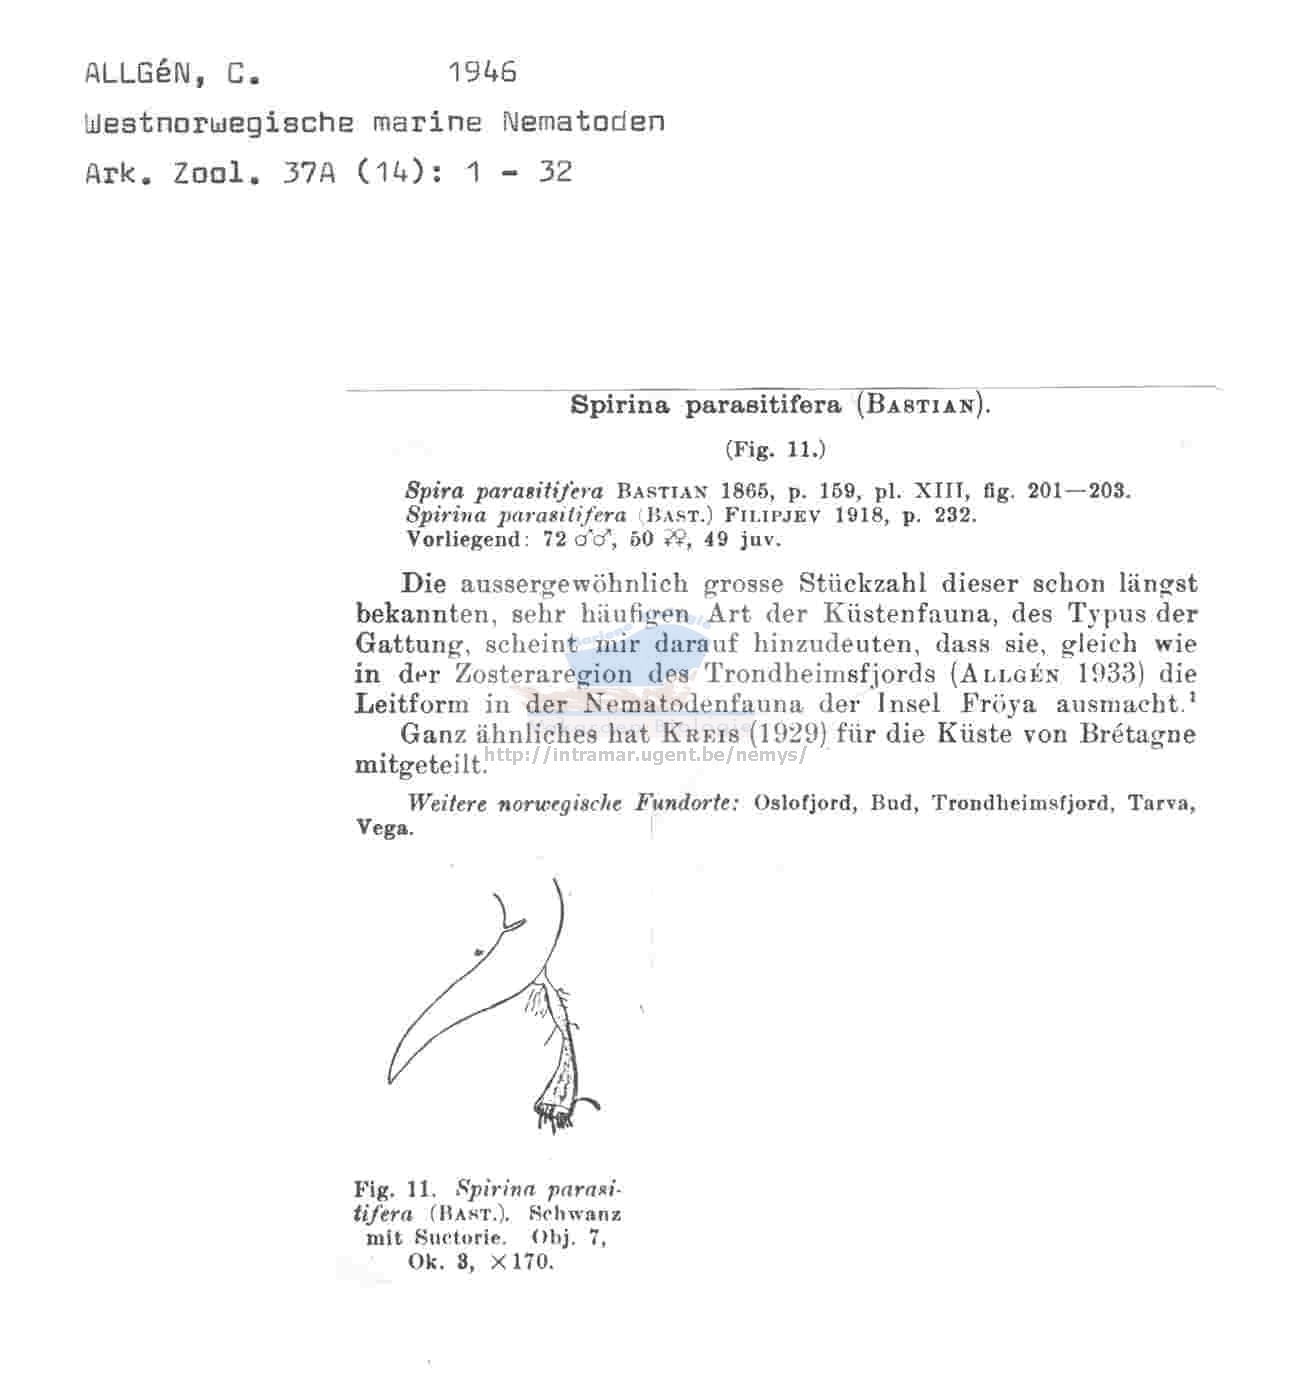 ALLGéN, C. 1946
Westnorwegische marine Nematoden
Ark. Zool. 37A (14): 1 - 32
Spirina parasitifera (BASTIAN).
(Fig. 11.)
Spira parasitifera BASTIAN 1865, p. 159, pl. XIII, fig. 201—203.
Spirina parasitifera (BAST.) FILIPJEV 1918, p. 232.
Vorliegend: 72 ♂♂, 50 ♀♀, 49 juv.
Die aussergewöhnlich grosse Stückzahl dieser schon längst
bekannten, sehr häufigen Art der Küstenfauna, des Typus der
Gattung, scheint mir darauf hinzudeuten, dass sie, gleich wie
in der Zosteraregion des Trondheimsfjords (ALLGÉN 1933) die
Leitform in der Nematodenfauna der Insel Fröya ausmacht.¹
Ganz ähnliches hat KREIS (1929) für die Küste von Brétagne
http://intramar.ugent.be/nemys/
mitgeteilt.
Weitere norwegische Fundorte: Oslofjord, Bud, Trondheimsfjord, Tarva,
Vega.
Fig. 11. Spirina parasi-
tifera (BAST.). Schwanz
mit Suctorie. Obj. 7,
Ok. 3, ×170.